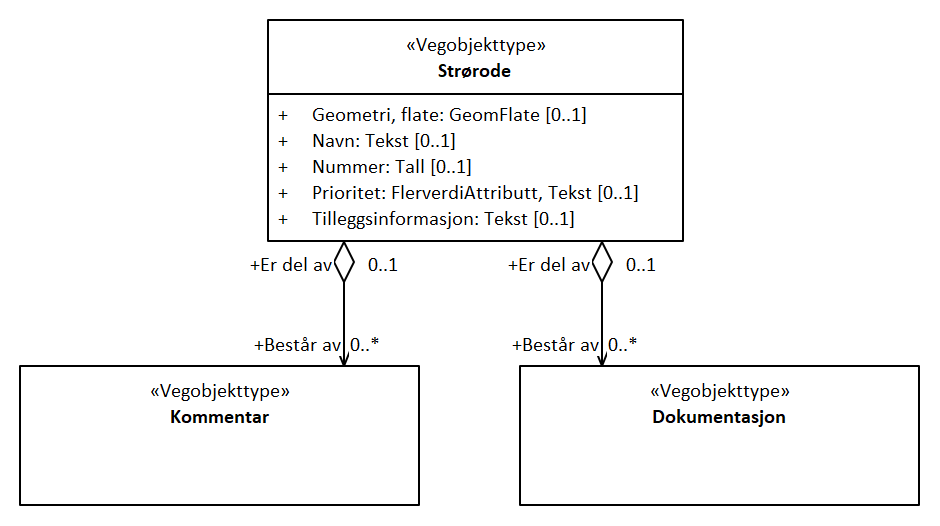 «Vegobjekttype»
Strørode
+ Geometri, flate: GeomFlate [0..1]
+ Navn: Tekst [0..1]
+ Nummer: Tall [0..1]
+ Prioritet: FlerverdiAttributt, Tekst [0..1]
+ Tilleggsinformasjon: Tekst [0..1]
+Er del av 0..1
+Er del av 0..1
+Består av 0..*
+Består av 0..*
«Vegobjekttype»
Kommentar
«Vegobjekttype»
Dokumentasjon